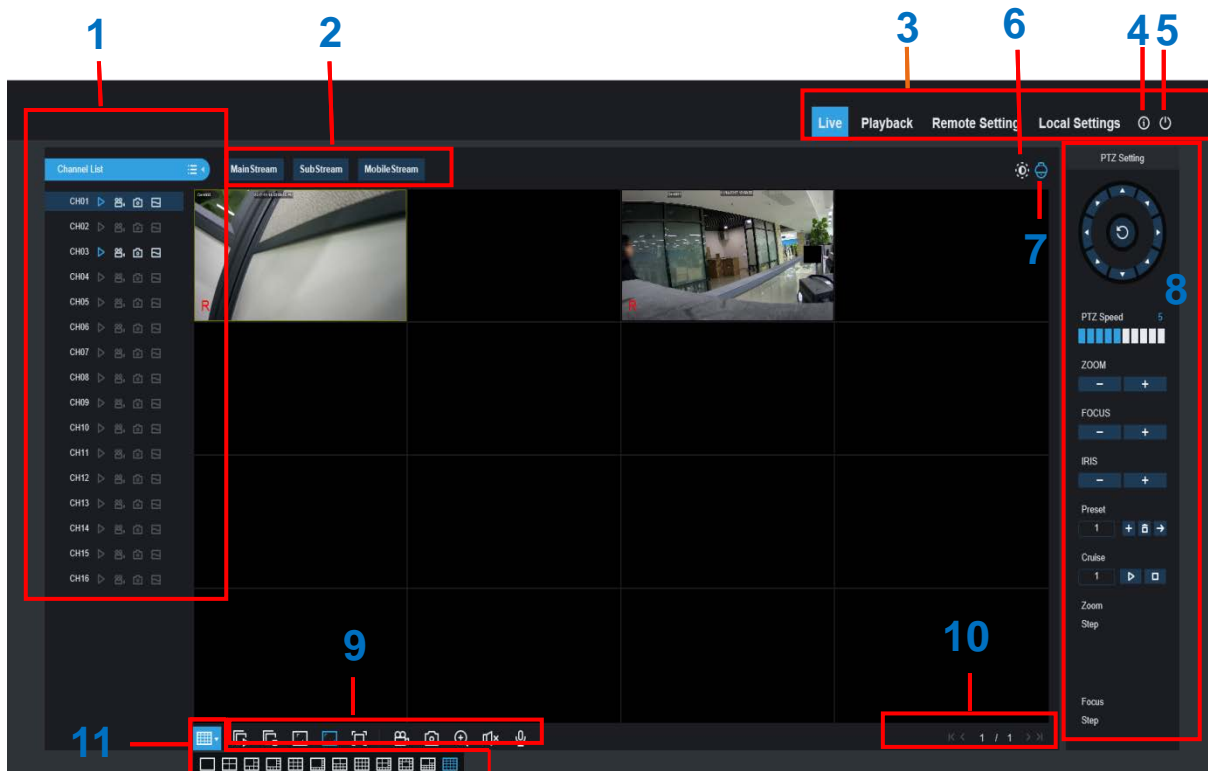 1
2
3
6
4
5
Live Playback Remote Setting Local Settings
Channel List
MainStream SubStream MobileStream
PTZ Setting
CH01
CH02
CH03
CH04
CH05
CH06
CH07
CH08
CH09
CH10
CH11
CH12
CH13
CH14
CH15
CH16
R
R
7
8
PTZ Speed 5
ZOOM
- +
FOCUS
- +
IRIS
- +
Preset
1
Cruise
1
Zoom
Step
Focus
Step
9
10
11
1 / 1